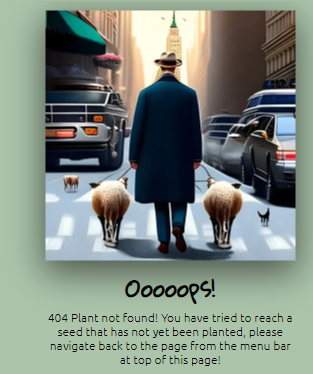 Ooooops!
404 Plant not found! You have tried to reach a
seed that has not yet been planted, please
navigate back to the page from the menu bar
at top of this page!